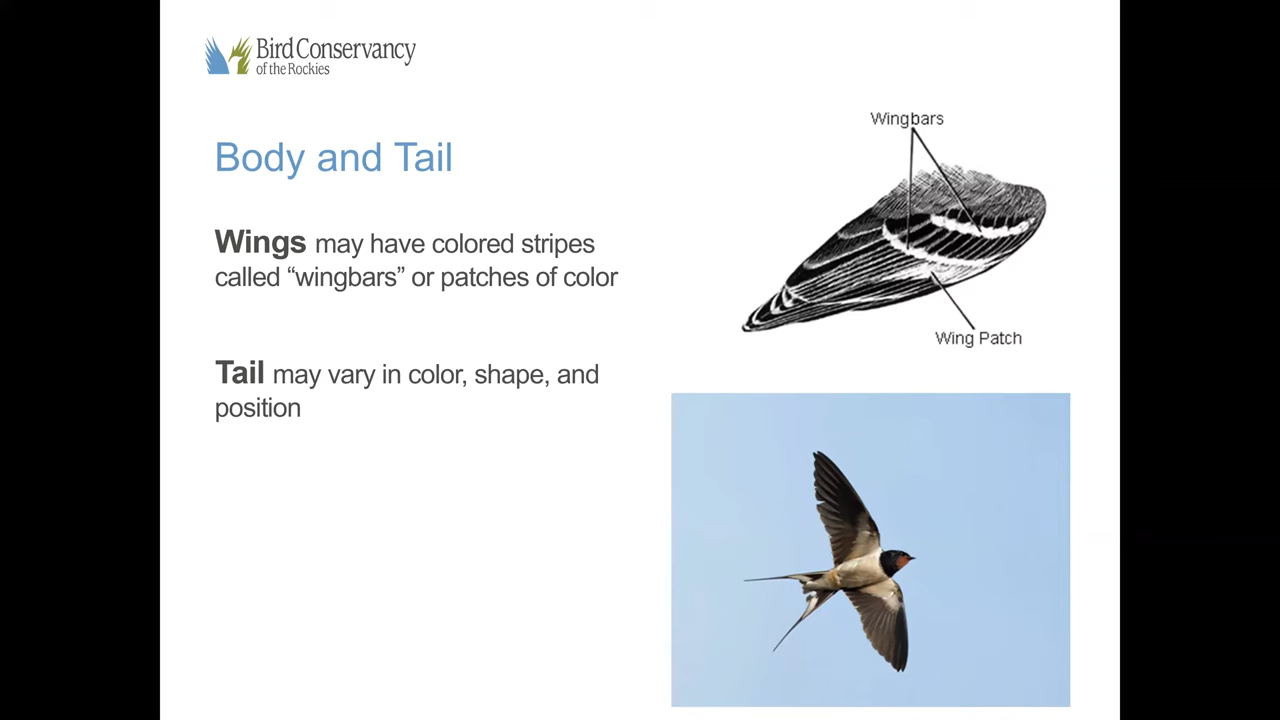 Bird Conservancy
of the Rockies
Body and Tail
Wings may have colored stripes
called “wingbars” or patches of color
Tail may vary in color, shape, and
position
Wingbars
Wing Patch